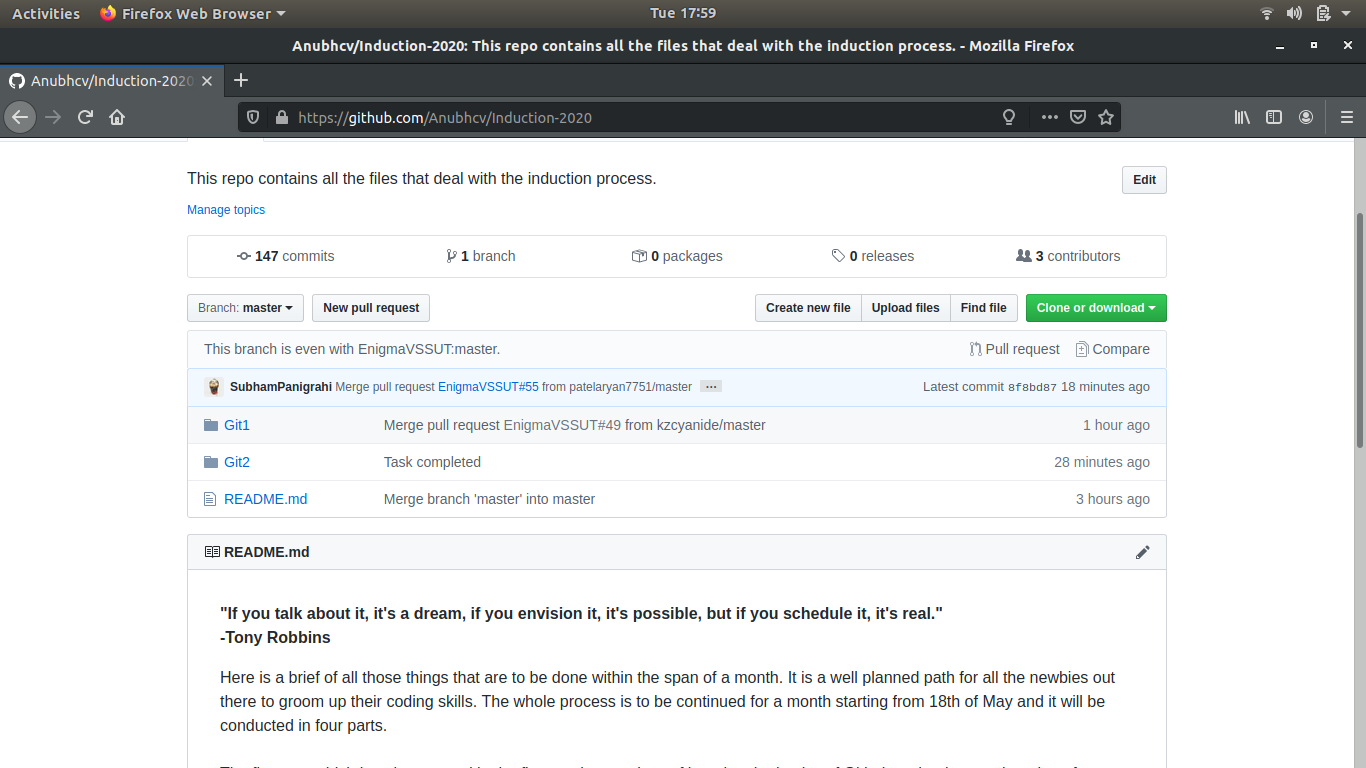 Activities Firefox Web Browser Tue 17:59
Anubhcv/Induction-2020: This repo contains all the files that deal with the induction process. - Mozilla Firefox
Anubhcv/Induction-2020
https://github.com/Anubhcv/Induction-2020
This repo contains all the files that deal with the induction process. Edit
Manage topics
147 commits 1 branch 0 packages 0 releases 3 contributors
Branch: master New pull request Create new file Upload files Find file Clone or download
This branch is even with EnigmaVSSUT:master. Pull request Compare
SubhamPanigrahi Merge pull request EnigmaVSSUT#55 from patelaryan7751/master ... Latest commit 8f8bd87 18 minutes ago
Git1 Merge pull request EnigmaVSSUT#49 from kzcyanide/master 1 hour ago
Git2 Task completed 28 minutes ago
README.md Merge branch 'master' into master 3 hours ago
README.md
"If you talk about it, it's a dream, if you envision it, it's possible, but if you schedule it, it's real."
-Tony Robbins
Here is a brief of all those things that are to be done within the span of a month. It is a well planned path for all the newbies out
there to groom up their coding skills. The whole process is to be continued for a month starting from 18th of May and it will be
conducted in four parts.